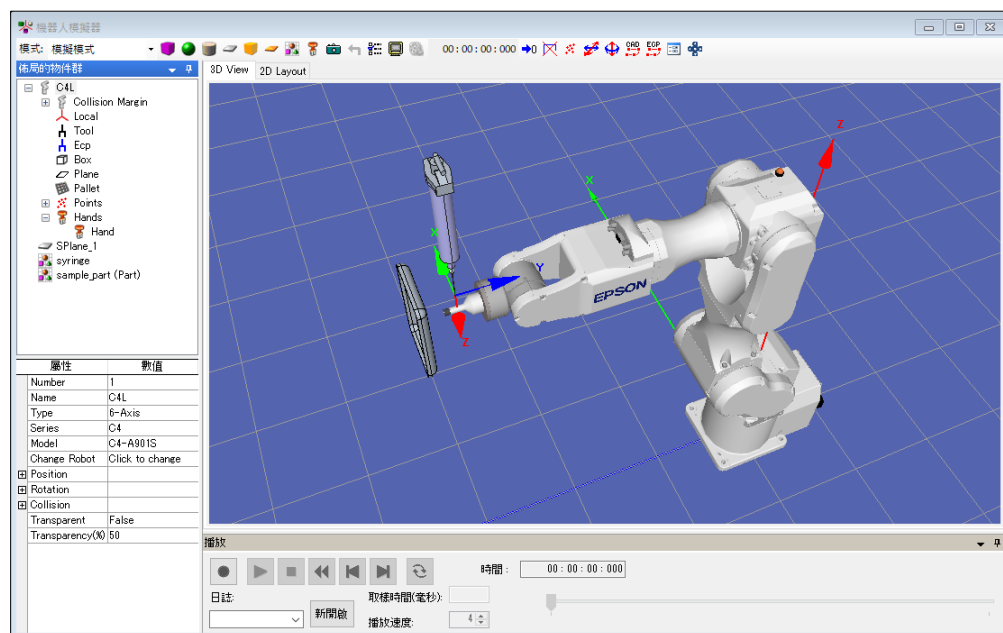 機器人模擬器
模式: 模擬模式
00:00:00:000
CAD
ECP
佈局的物件群
3D View
2D Layout
C4L
Collision Margin
Local
Tool
Ecp
Box
Plane
Pallet
Points
Hands
Hand
SPlane_1
syringe
sample_part (Part)
屬性 數值
Number 1
Name C4L
Type 6-Axis
Series C4
Model C4-A901S
Change Robot Click to change
Position
Rotation
Collision
Transparent False
Transparency(%) 50
Z
X
X
Y
EPSON
Z
播放
時間: 00:00:00:000
日誌:
新開啟
取樣時間(毫秒):
播放速度: 4